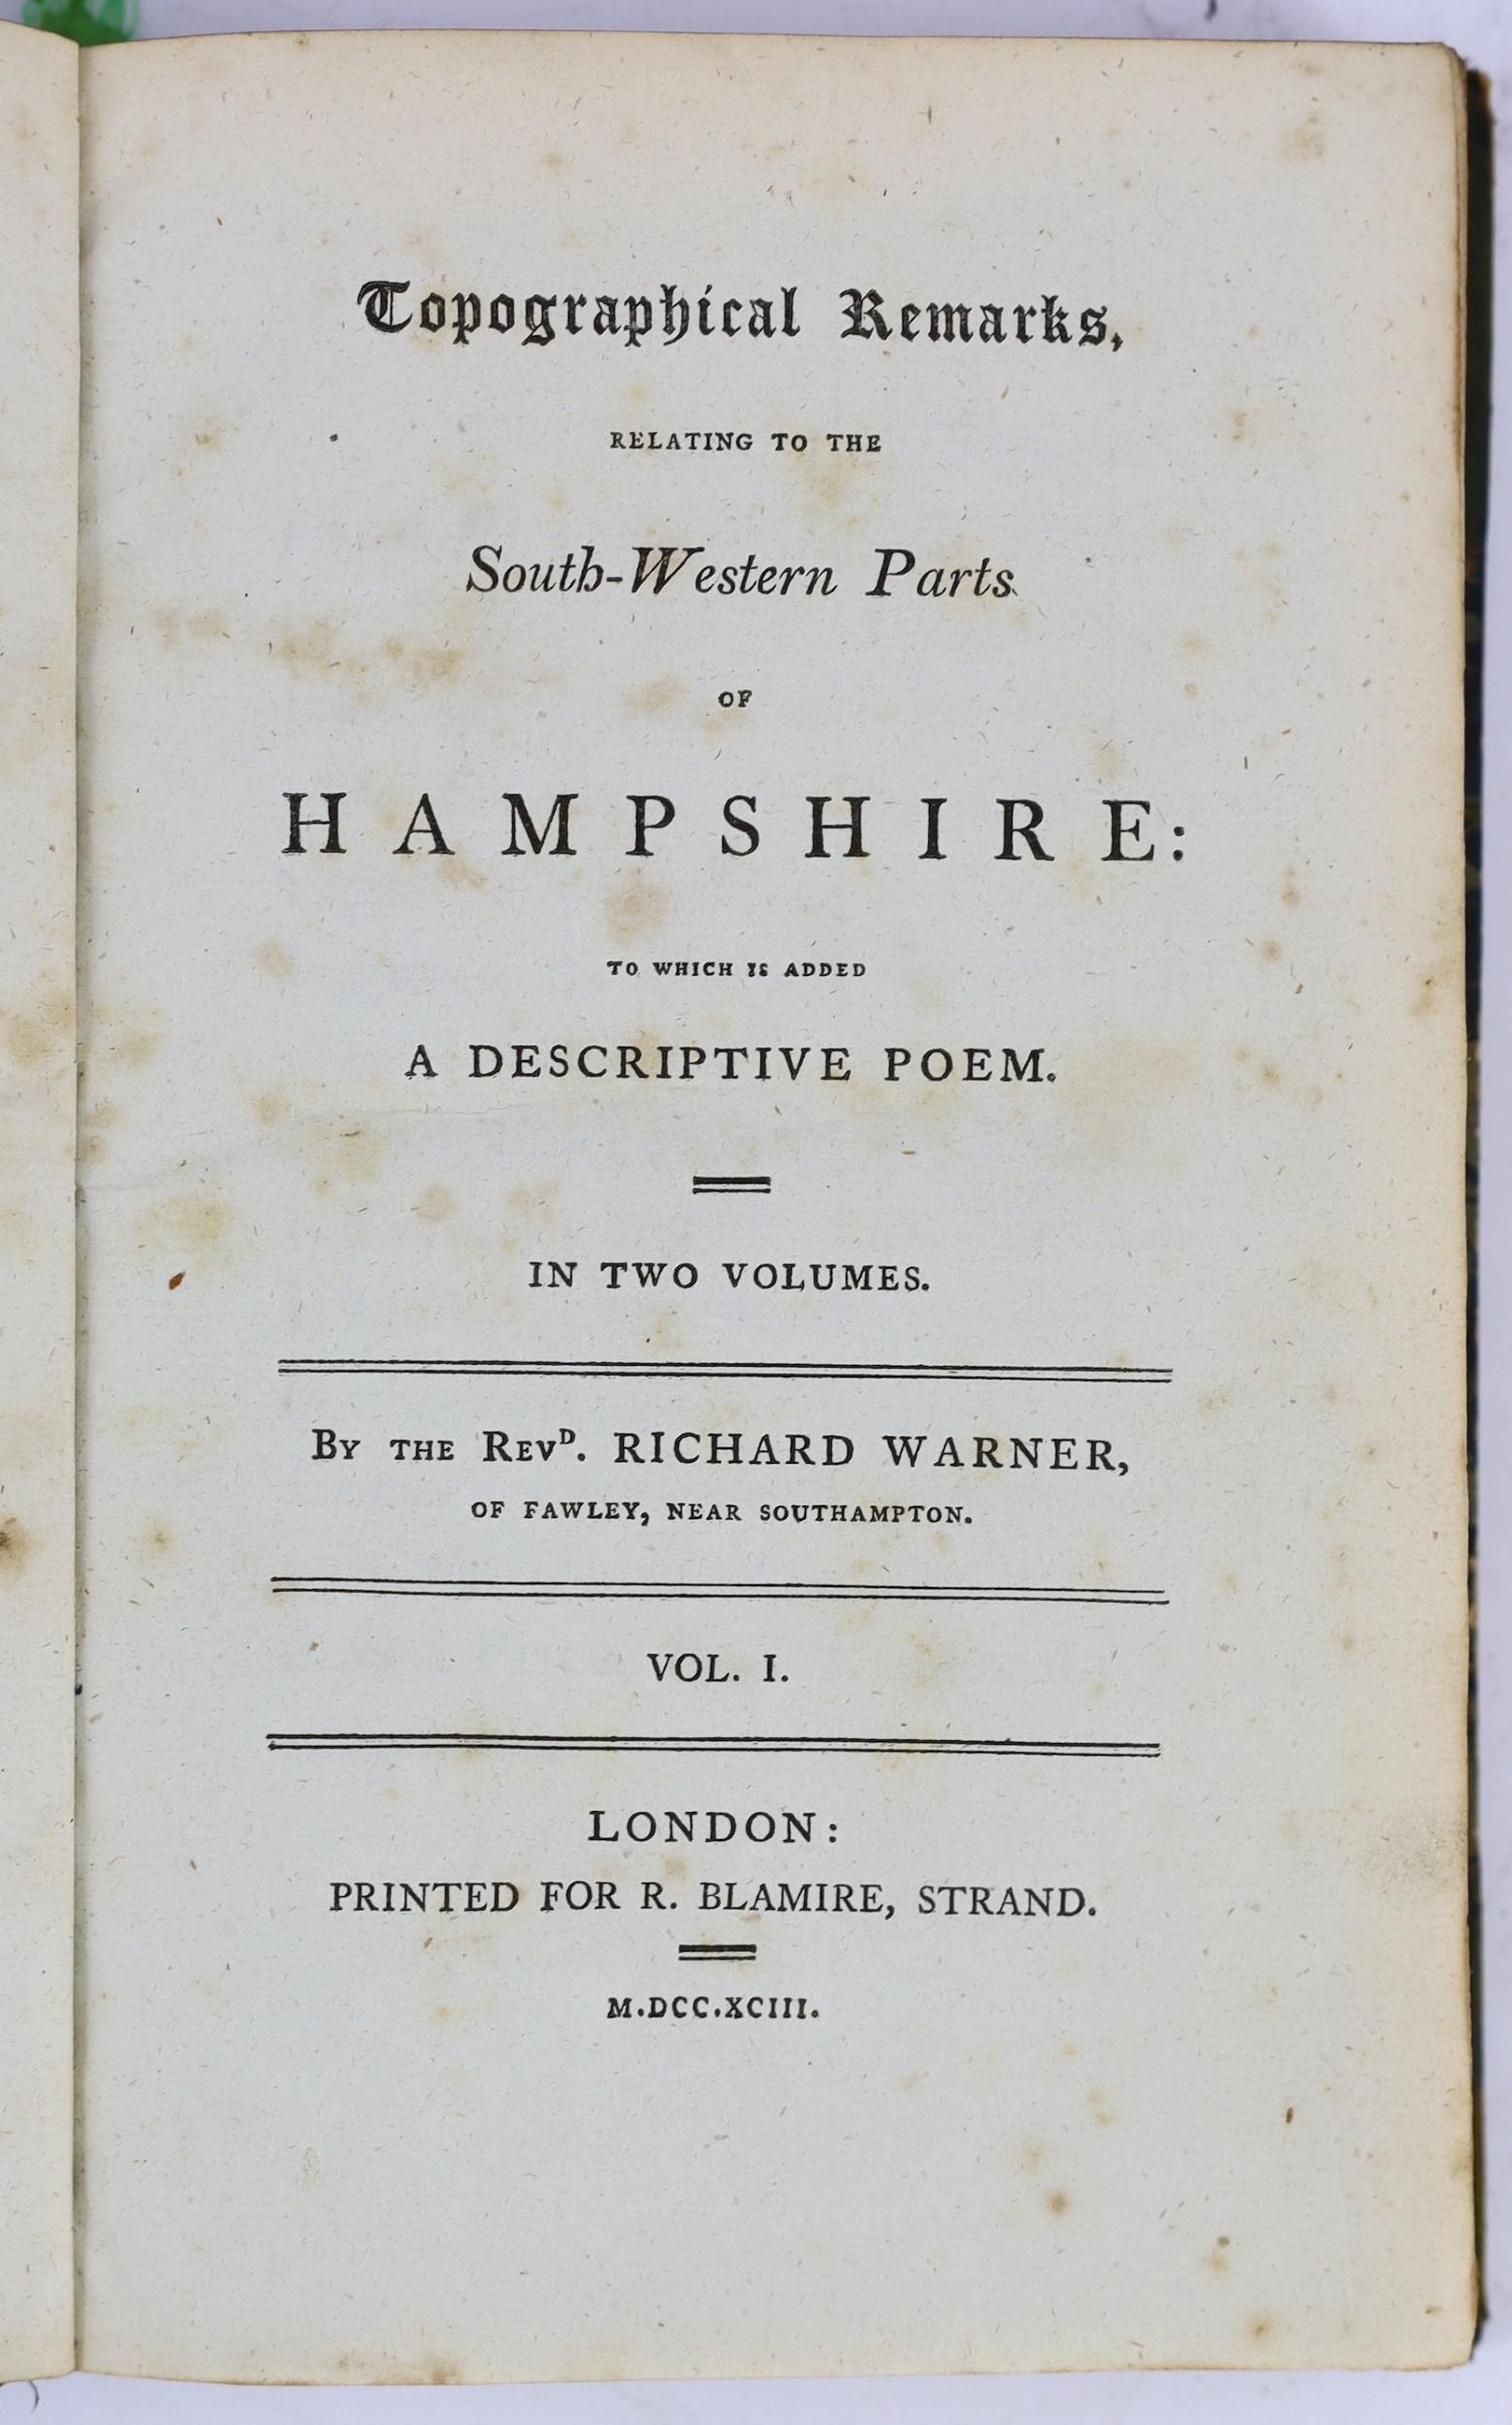 Topographical Remarks,
RELATING TO THE
South-Western Parts
OF
HAMPSHIRE:
TO WHICH IS ADDED
A DESCRIPTIVE POEM.
IN TWO VOLUMES.
BY THE REVᴰ. RICHARD WARNER,
OF FAWLEY, NEAR SOUTHAMPTON.
VOL. I.
LONDON:
PRINTED FOR R. BLAMIRE, STRAND.
M.DCC.XCIII.